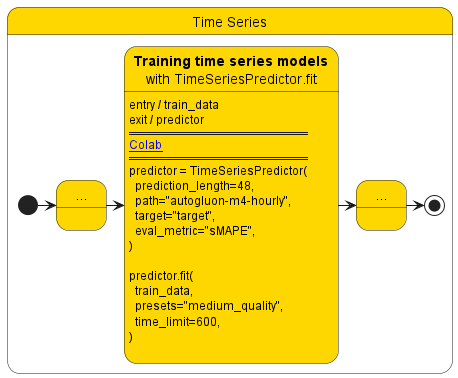 Time Series
...
Training time series models
with TimeSeriesPredictor.fit
entry / train_data
exit / predictor
Colab
predictor = TimeSeriesPredictor(
  prediction_length=48,
  path="autogluon-m4-hourly",
  target="target",
  eval_metric="sMAPE",
)
predictor.fit(
  train_data,
  presets="medium_quality",
  time_limit=600,
)
...